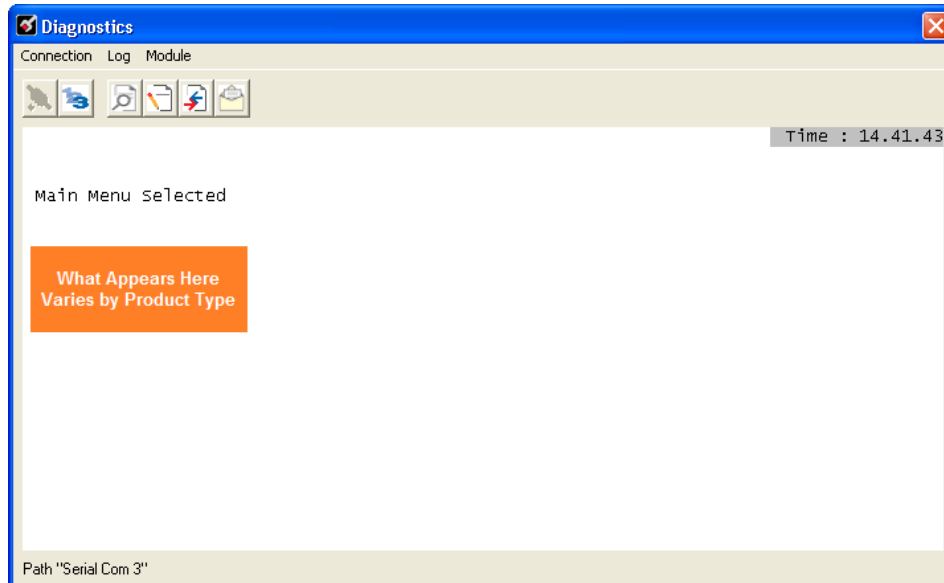 Diagnostics
Connection Log Module
Time : 14.41.43
Main Menu Selected
What Appears Here
Varies by Product Type
Path "Serial Com 3"